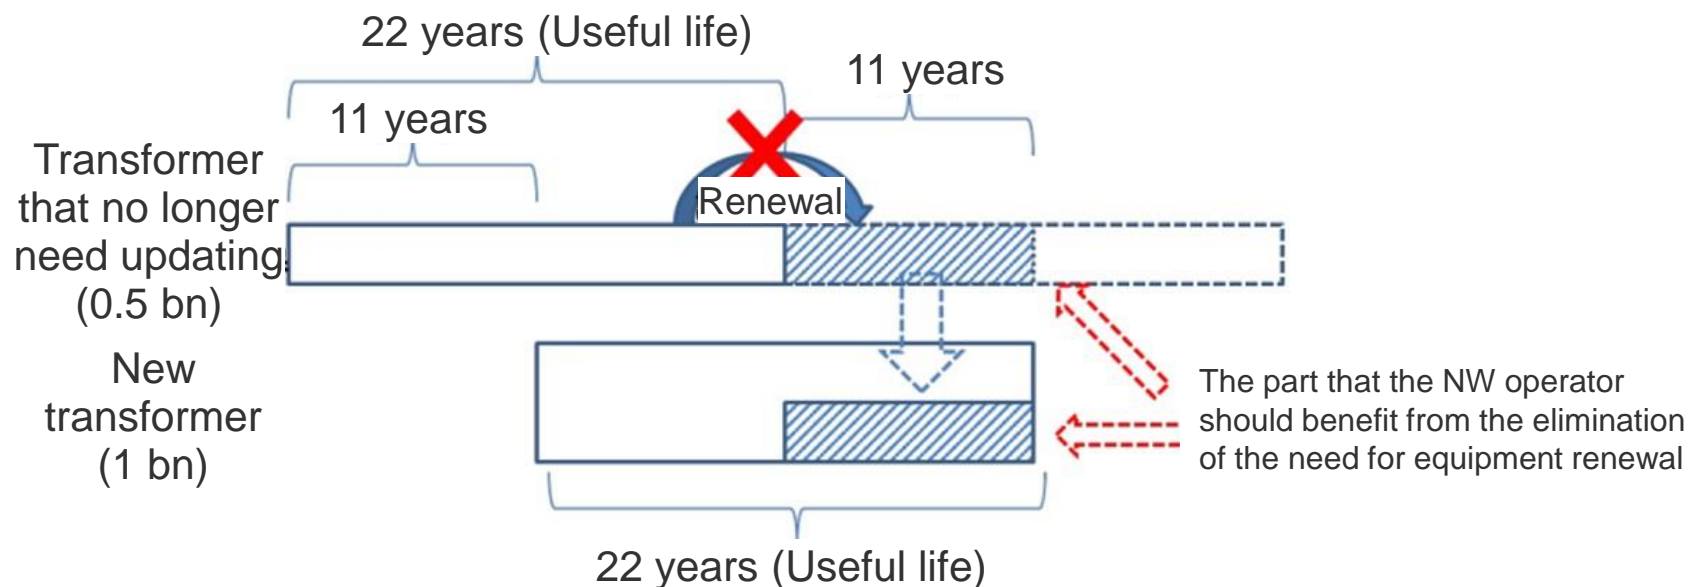 22 years (Useful life)
11 years
11 years
Transformer
that no longer
need updating
(0.5 bn)
Renewal
New
transformer
(1 bn)
The part that the NW operator
should benefit from the elimination
of the need for equipment renewal
22 years (Useful life)